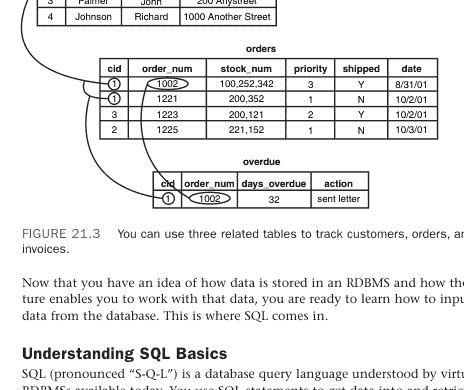 3 Palmer John 200 Anystreet
4 Johnson Richard 1000 Another Street
orders
cid order_num stock_num priority shipped date
1 1002 100,252,342 3 Y 8/31/01
1 1221 200,352 1 N 10/2/01
3 1223 200,121 2 Y 10/2/01
2 1225 221,152 1 N 10/3/01
overdue
cid order_num days_overdue action
1 1002 32 sent letter
FIGURE 21.3 You can use three related tables to track customers, orders, an
invoices.
Now that you have an idea of how data is stored in an RDBMS and how the
ture enables you to work with that data, you are ready to learn how to inpu
data from the database. This is where SQL comes in.
Understanding SQL Basics
SQL (pronounced “S-Q-L”) is a database query language understood by virtu
RDBMSs available today. You use SQL statements to get data into and retriev